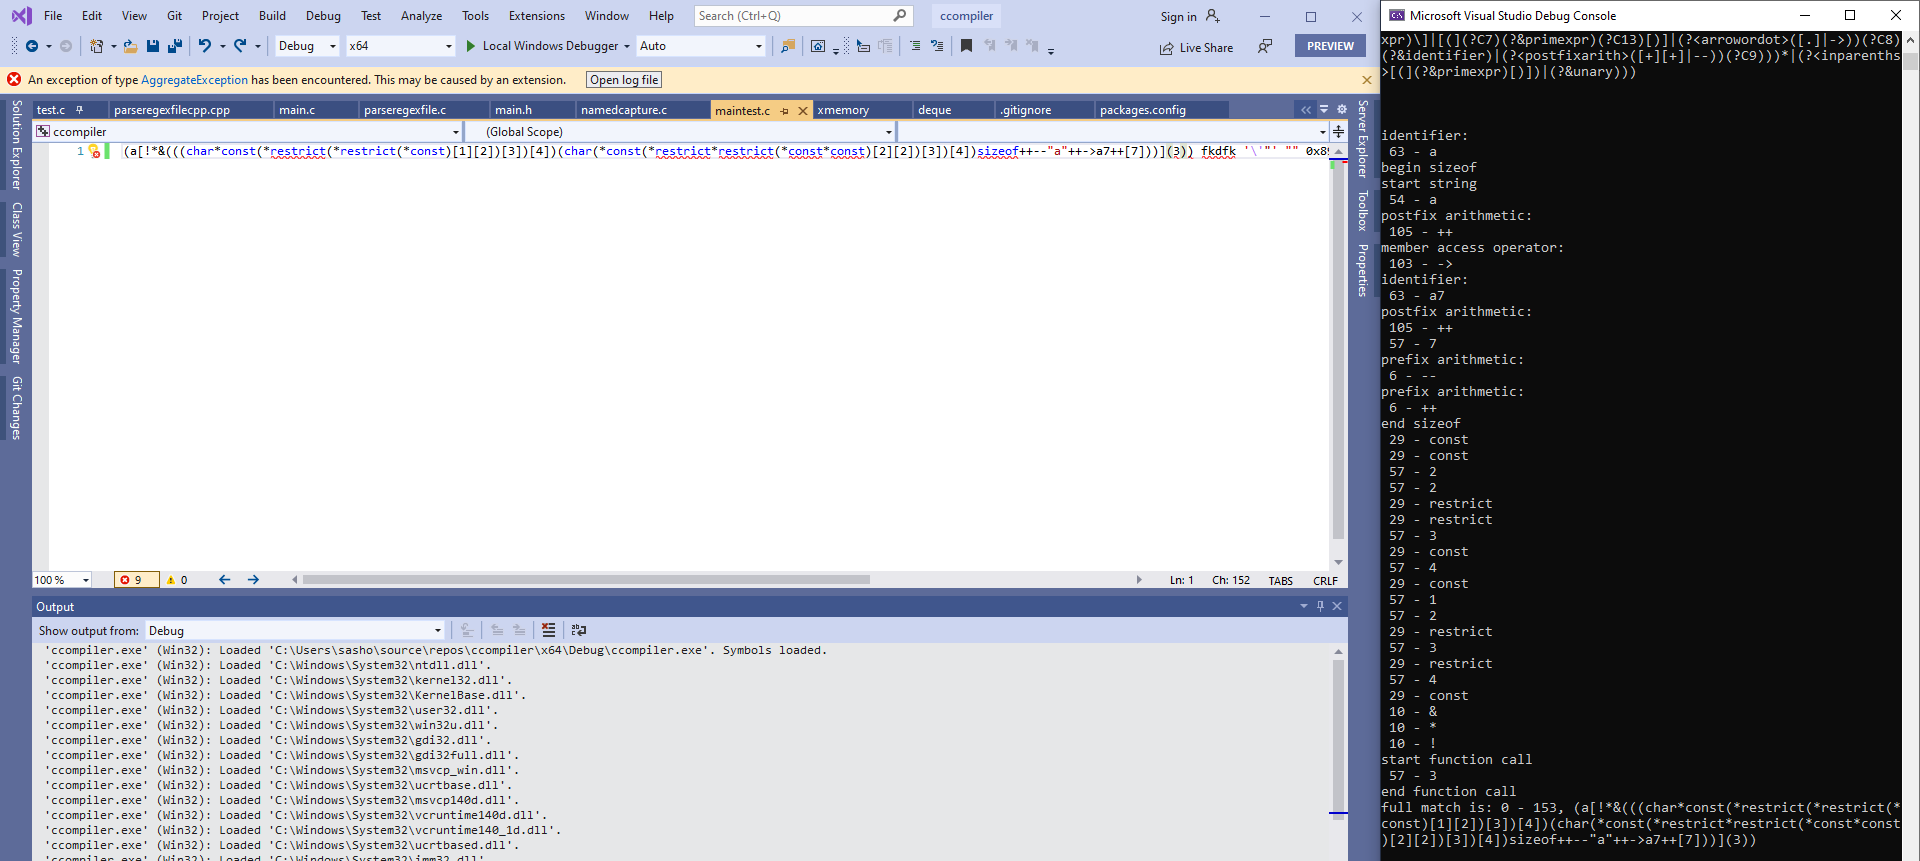 File Edit View Git Project Build Debug Test Analyze Tools Extensions Window Help Search (Ctrl+Q) ccompiler Sign in
Debug x64 Local Windows Debugger Auto Live Share PREVIEW
An exception of type AggregateException has been encountered. This may be caused by an extension. Open log file
test.c parseregexfilecpp.cpp main.c parseregexfile.c main.h namedcapture.c maintest.c xmemory deque .gitignore packages.config
ccompiler (Global Scope)
1 (a[!*&(((char*const(*restrict(*restrict(*const)[1][2])[3])[4])(char(*const(*restrict*restrict(*const*const)[2][2])[3])[4])sizeof++--"a"++->a7++[7]))](3)) fkdfk '\'"' "" 0x89
Solution Explorer
Class View
Property Manager
Git Changes
Server Explorer
Toolbox
Properties
100 % 9 0 Ln: 1 Ch: 152 TABS CRLF
Output
Show output from: Debug
'ccompiler.exe' (Win32): Loaded 'C:\Users\sasho\source\repos\ccompiler\x64\Debug\ccompiler.exe'. Symbols loaded.
'ccompiler.exe' (Win32): Loaded 'C:\Windows\System32\ntdll.dll'.
'ccompiler.exe' (Win32): Loaded 'C:\Windows\System32\kernel32.dll'.
'ccompiler.exe' (Win32): Loaded 'C:\Windows\System32\KernelBase.dll'.
'ccompiler.exe' (Win32): Loaded 'C:\Windows\System32\user32.dll'.
'ccompiler.exe' (Win32): Loaded 'C:\Windows\System32\win32u.dll'.
'ccompiler.exe' (Win32): Loaded 'C:\Windows\System32\gdi32.dll'.
'ccompiler.exe' (Win32): Loaded 'C:\Windows\System32\gdi32full.dll'.
'ccompiler.exe' (Win32): Loaded 'C:\Windows\System32\msvcp_win.dll'.
'ccompiler.exe' (Win32): Loaded 'C:\Windows\System32\ucrtbase.dll'.
'ccompiler.exe' (Win32): Loaded 'C:\Windows\System32\msvcp140d.dll'.
'ccompiler.exe' (Win32): Loaded 'C:\Windows\System32\vcruntime140d.dll'.
'ccompiler.exe' (Win32): Loaded 'C:\Windows\System32\vcruntime140_1d.dll'.
'ccompiler.exe' (Win32): Loaded 'C:\Windows\System32\ucrtbased.dll'.
'ccompiler.exe' (Win32): Loaded 'C:\Windows\System32\imm32.dll'.
Microsoft Visual Studio Debug Console
xpr)\]|[(](?C7)(?&primexpr)(?C13)[)]|(?<arrowordot>([.]|->))(?C8)
(?&identifier)|(?<postfixarith>([+][+]|--))(?C9)))*|(?<inparenths
>[(](?&primexpr)[)])|(?&unary)))
identifier:
63 - a
begin sizeof
start string
54 - a
postfix arithmetic:
105 - ++
member access operator:
103 - ->
identifier:
63 - a7
postfix arithmetic:
105 - ++
57 - 7
prefix arithmetic:
6 - --
prefix arithmetic:
6 - ++
end sizeof
29 - const
29 - const
57 - 2
57 - 2
29 - restrict
29 - restrict
57 - 3
29 - const
57 - 4
29 - const
57 - 1
57 - 2
29 - restrict
57 - 3
29 - restrict
57 - 4
29 - const
10 - &
10 - *
10 - !
start function call
57 - 3
end function call
full match is: 0 - 153, (a[!*&(((char*const(*restrict(*restrict(*
const)[1][2])[3])[4])(char(*const(*restrict*restrict(*const*const
)[2][2])[3])[4])sizeof++--"a"++->a7++[7]))](3))